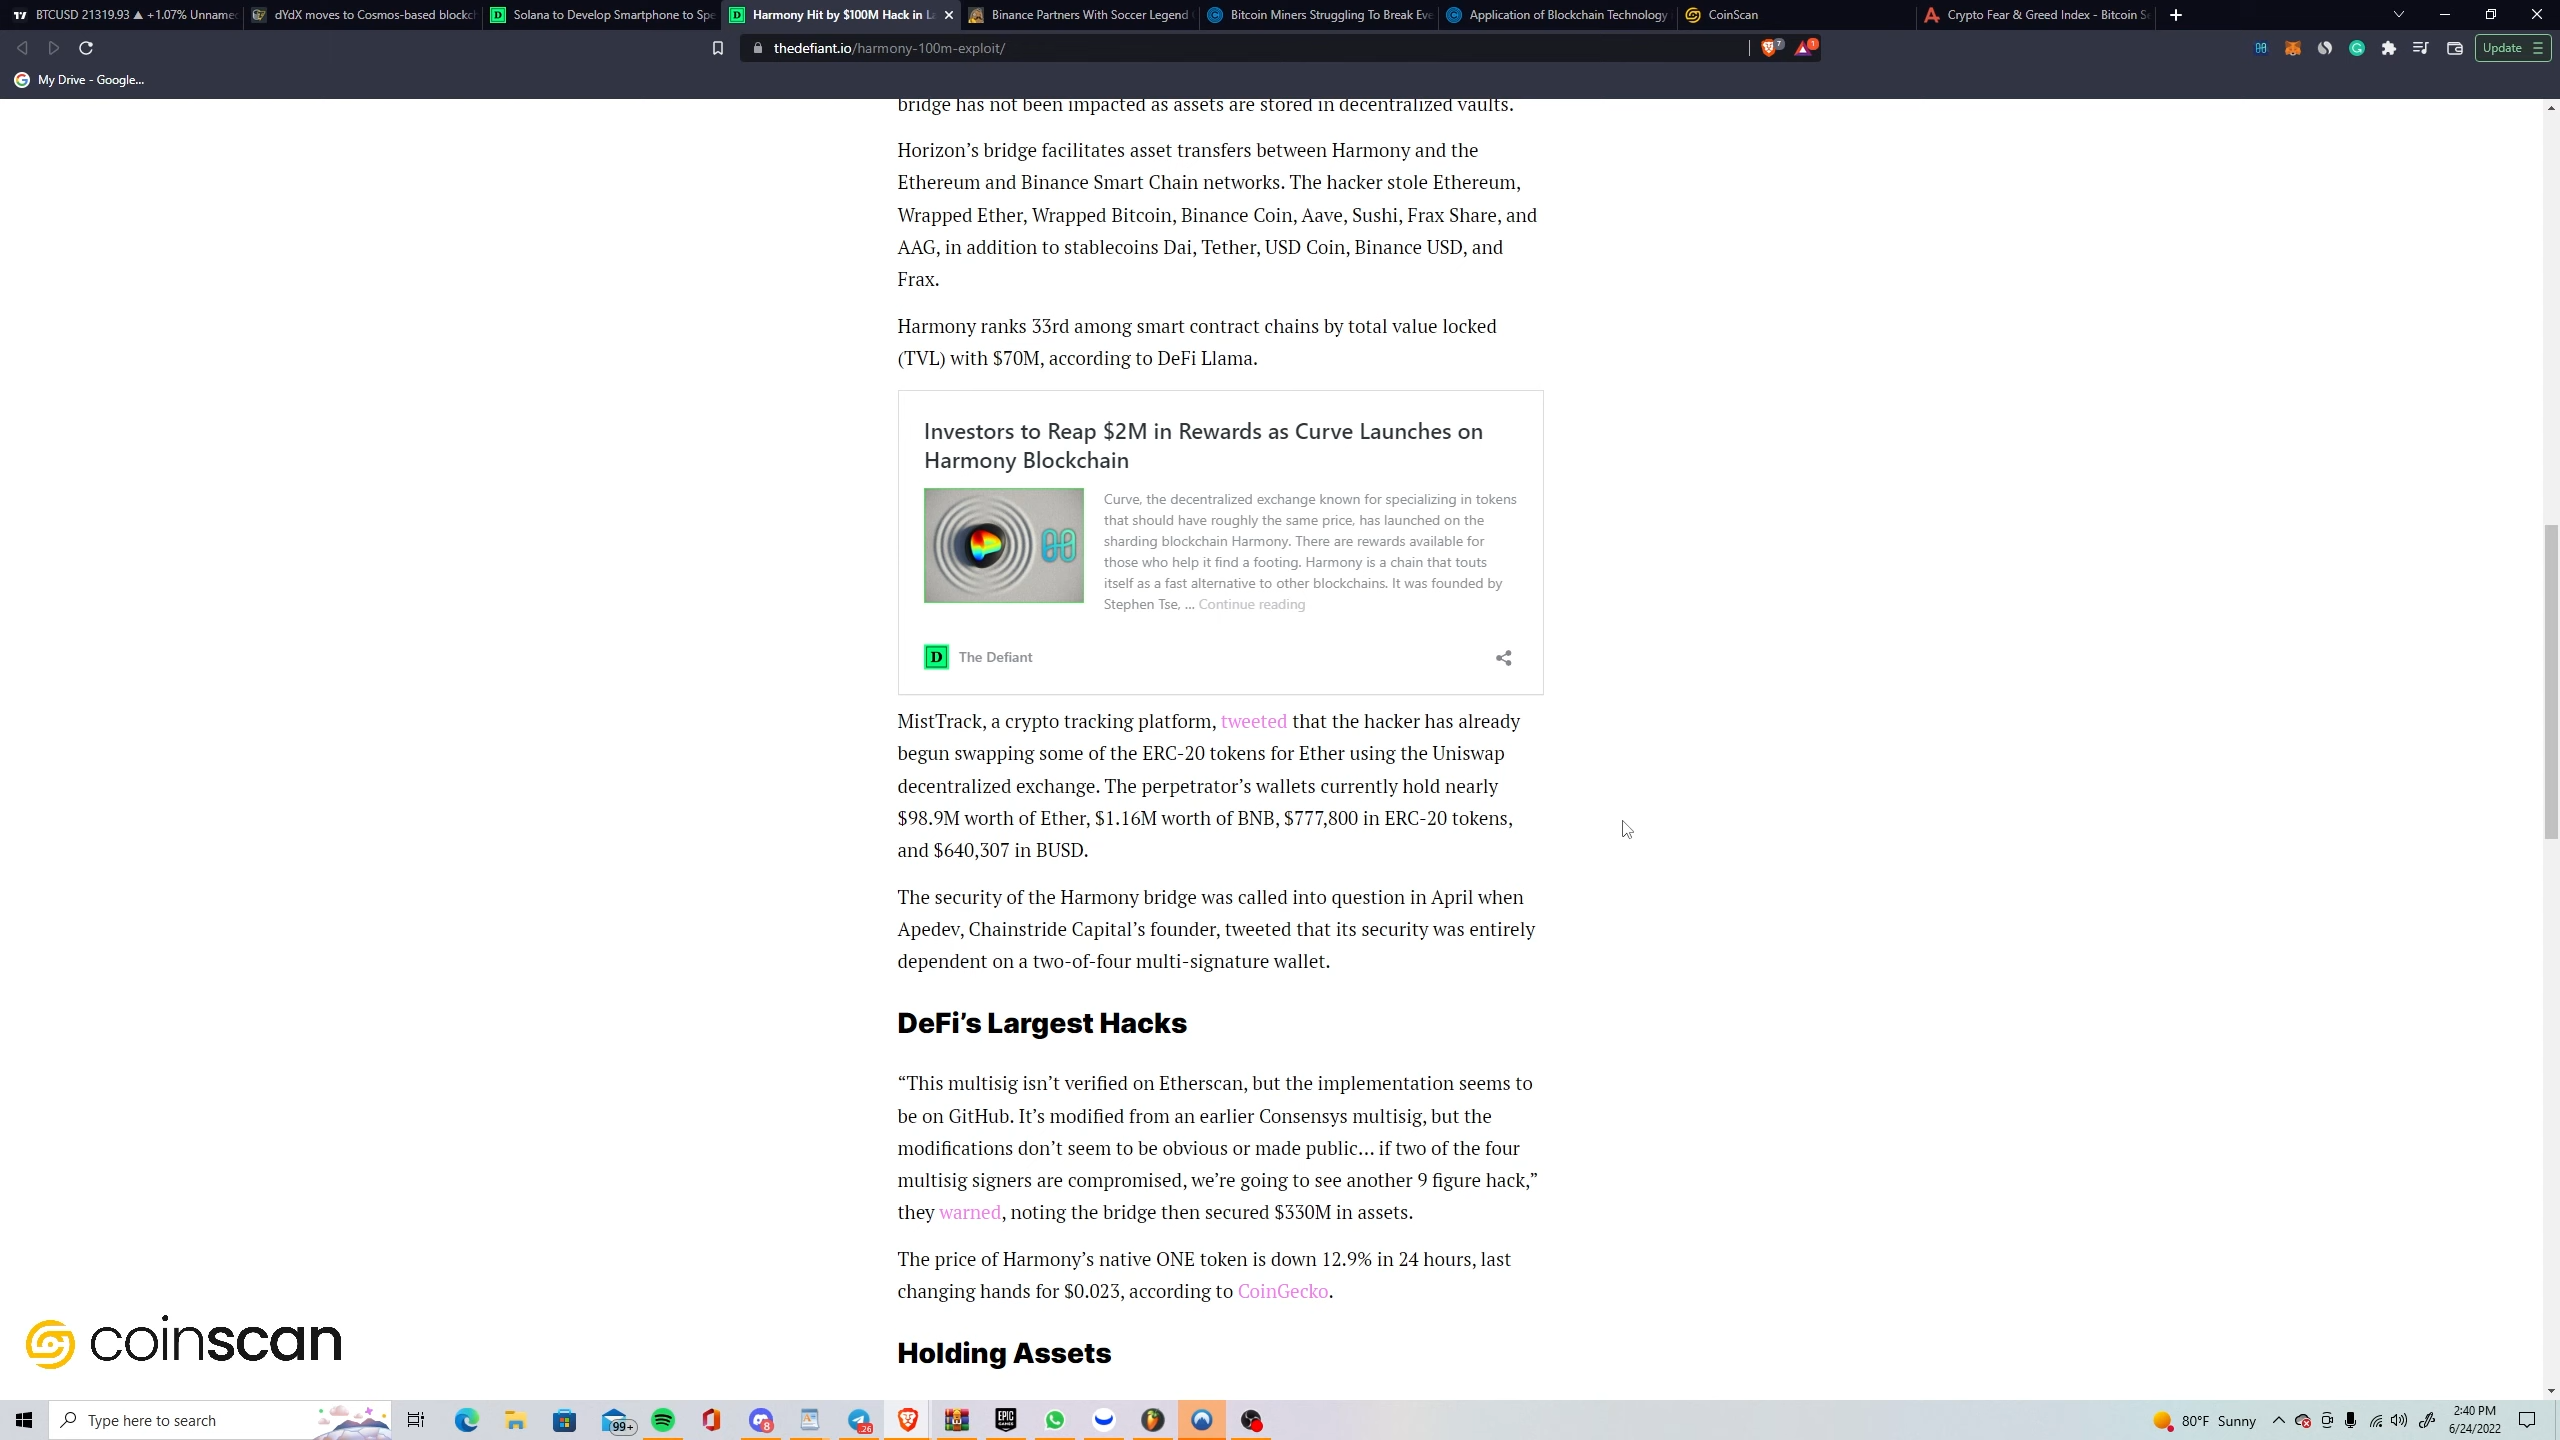 BTCUSD 21319.93 ▲ +1.07% Unname
dYdX moves to Cosmos-based blockc
Solana to Develop Smartphone to Spe
Harmony Hit by $100M Hack in L
Binance Partners With Soccer Legend
Bitcoin Miners Struggling To Break Eve
Application of Blockchain Technology
CoinScan
Crypto Fear & Greed Index - Bitcoin Se
thedefiant.io/harmony-100m-exploit/
7
1
Update
My Drive - Google...
bridge has not been impacted as assets are stored in decentralized vaults.
Horizon’s bridge facilitates asset transfers between Harmony and the
Ethereum and Binance Smart Chain networks. The hacker stole Ethereum,
Wrapped Ether, Wrapped Bitcoin, Binance Coin, Aave, Sushi, Frax Share, and
AAG, in addition to stablecoins Dai, Tether, USD Coin, Binance USD, and
Frax.
Harmony ranks 33rd among smart contract chains by total value locked
(TVL) with $70M, according to DeFi Llama.
Investors to Reap $2M in Rewards as Curve Launches on
Harmony Blockchain
Curve, the decentralized exchange known for specializing in tokens
that should have roughly the same price, has launched on the
sharding blockchain Harmony. There are rewards available for
those who help it find a footing. Harmony is a chain that touts
itself as a fast alternative to other blockchains. It was founded by
Stephen Tse, ... Continue reading
D The Defiant
MistTrack, a crypto tracking platform, tweeted that the hacker has already
begun swapping some of the ERC-20 tokens for Ether using the Uniswap
decentralized exchange. The perpetrator’s wallets currently hold nearly
$98.9M worth of Ether, $1.16M worth of BNB, $777,800 in ERC-20 tokens,
and $640,307 in BUSD.
The security of the Harmony bridge was called into question in April when
Apedev, Chainstride Capital’s founder, tweeted that its security was entirely
dependent on a two-of-four multi-signature wallet.
DeFi’s Largest Hacks
“This multisig isn’t verified on Etherscan, but the implementation seems to
be on GitHub. It’s modified from an earlier Consensys multisig, but the
modifications don’t seem to be obvious or made public… if two of the four
multisig signers are compromised, we’re going to see another 9 figure hack,”
they warned, noting the bridge then secured $330M in assets.
The price of Harmony’s native ONE token is down 12.9% in 24 hours, last
changing hands for $0.023, according to CoinGecko.
Holding Assets
coinscan
Type here to search
99+
8
26
EPIC GAMES
80°F Sunny
2:40 PM
6/24/2022